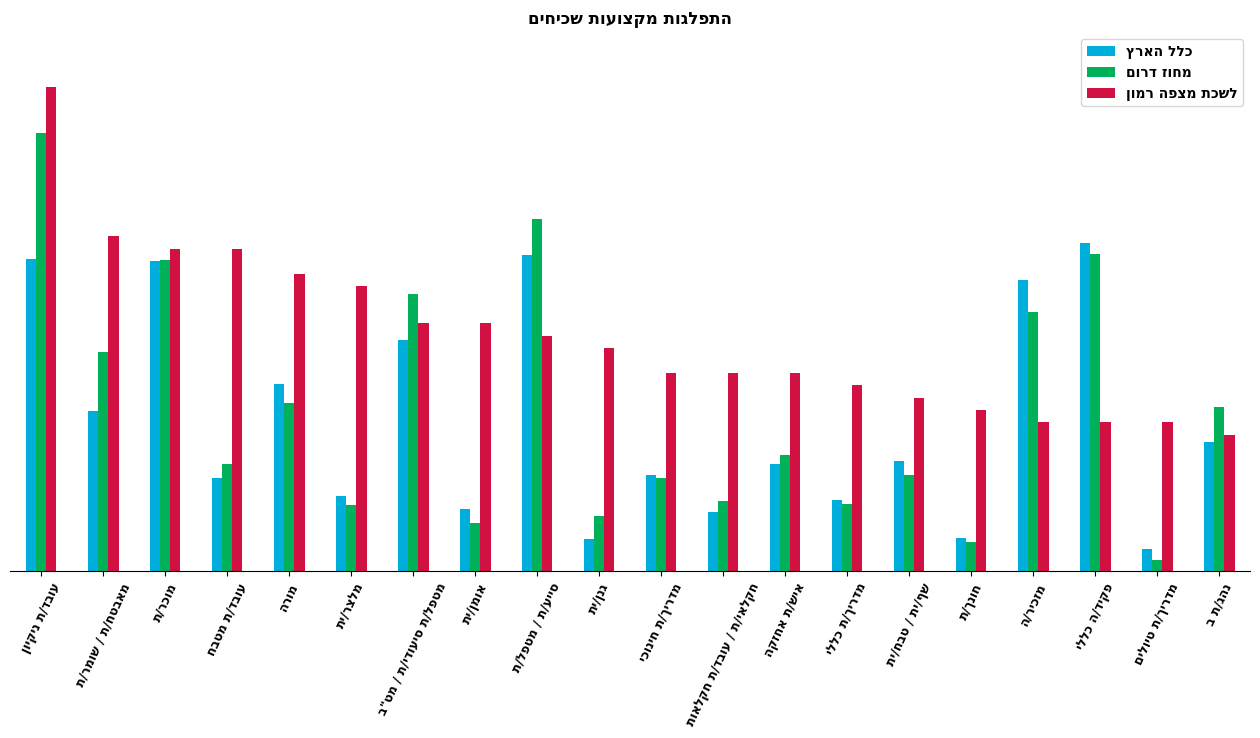 התפלגות מקצועות שכיחים
כלל הארץ
מחוז דרום
לשכת מצפה רמון
עובד/ת ניקיון
מאבטח/ת / שומר/ת
מוכר/ת
עובד/ת מטבח
מורה
מלצר/ית
מטפל/ת סיעודי/ת / מט"ב
אומן/ית
סייע/ת / מטפל/ת
גנן/ית
מדריך/ת חינוכי
חקלאי/ת / עובד/ת חקלאות
איש/ת אחזקה
מדריך/ת כללי
שף/ית / טבח/ית
חונך/ת
מזכיר/ה
פקיד/ה כללי
מדריך/ת טיולים
נהג/ת ב